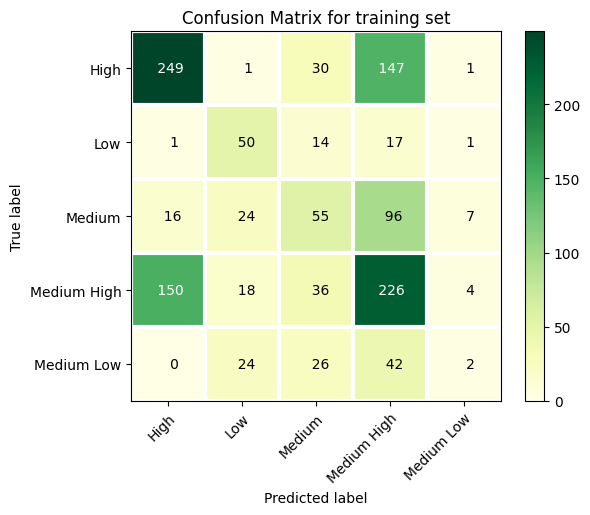 Confusion Matrix for training set
True label
High 249 1 30 147 1
Low 1 50 14 17 1
Medium 16 24 55 96 7
Medium High 150 18 36 226 4
Medium Low 0 24 26 42 2
High Low Medium Medium High Medium Low
Predicted label
200
150
100
50
0